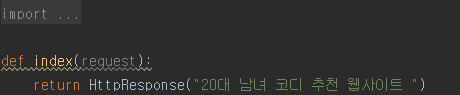 import ...
def index(request):
    return HttpResponse("20대 남녀 코디 추천 웹사이트 ")